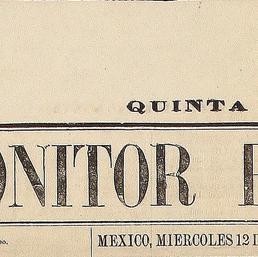 QUINTA
ONITOR R
MEXICO, MIERCOLES 12 D